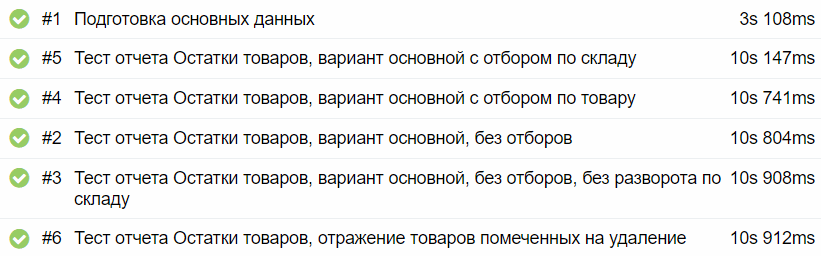 #1 Подготовка основных данных 3s 108ms
#5 Тест отчета Остатки товаров, вариант основной с отбором по складу 10s 147ms
#4 Тест отчета Остатки товаров, вариант основной с отбором по товару 10s 741ms
#2 Тест отчета Остатки товаров, вариант основной, без отборов 10s 804ms
#3 Тест отчета Остатки товаров, вариант основной, без отборов, без разворота по 10s 908ms
складу
#6 Тест отчета Остатки товаров, отражение товаров помеченных на удаление 10s 912ms